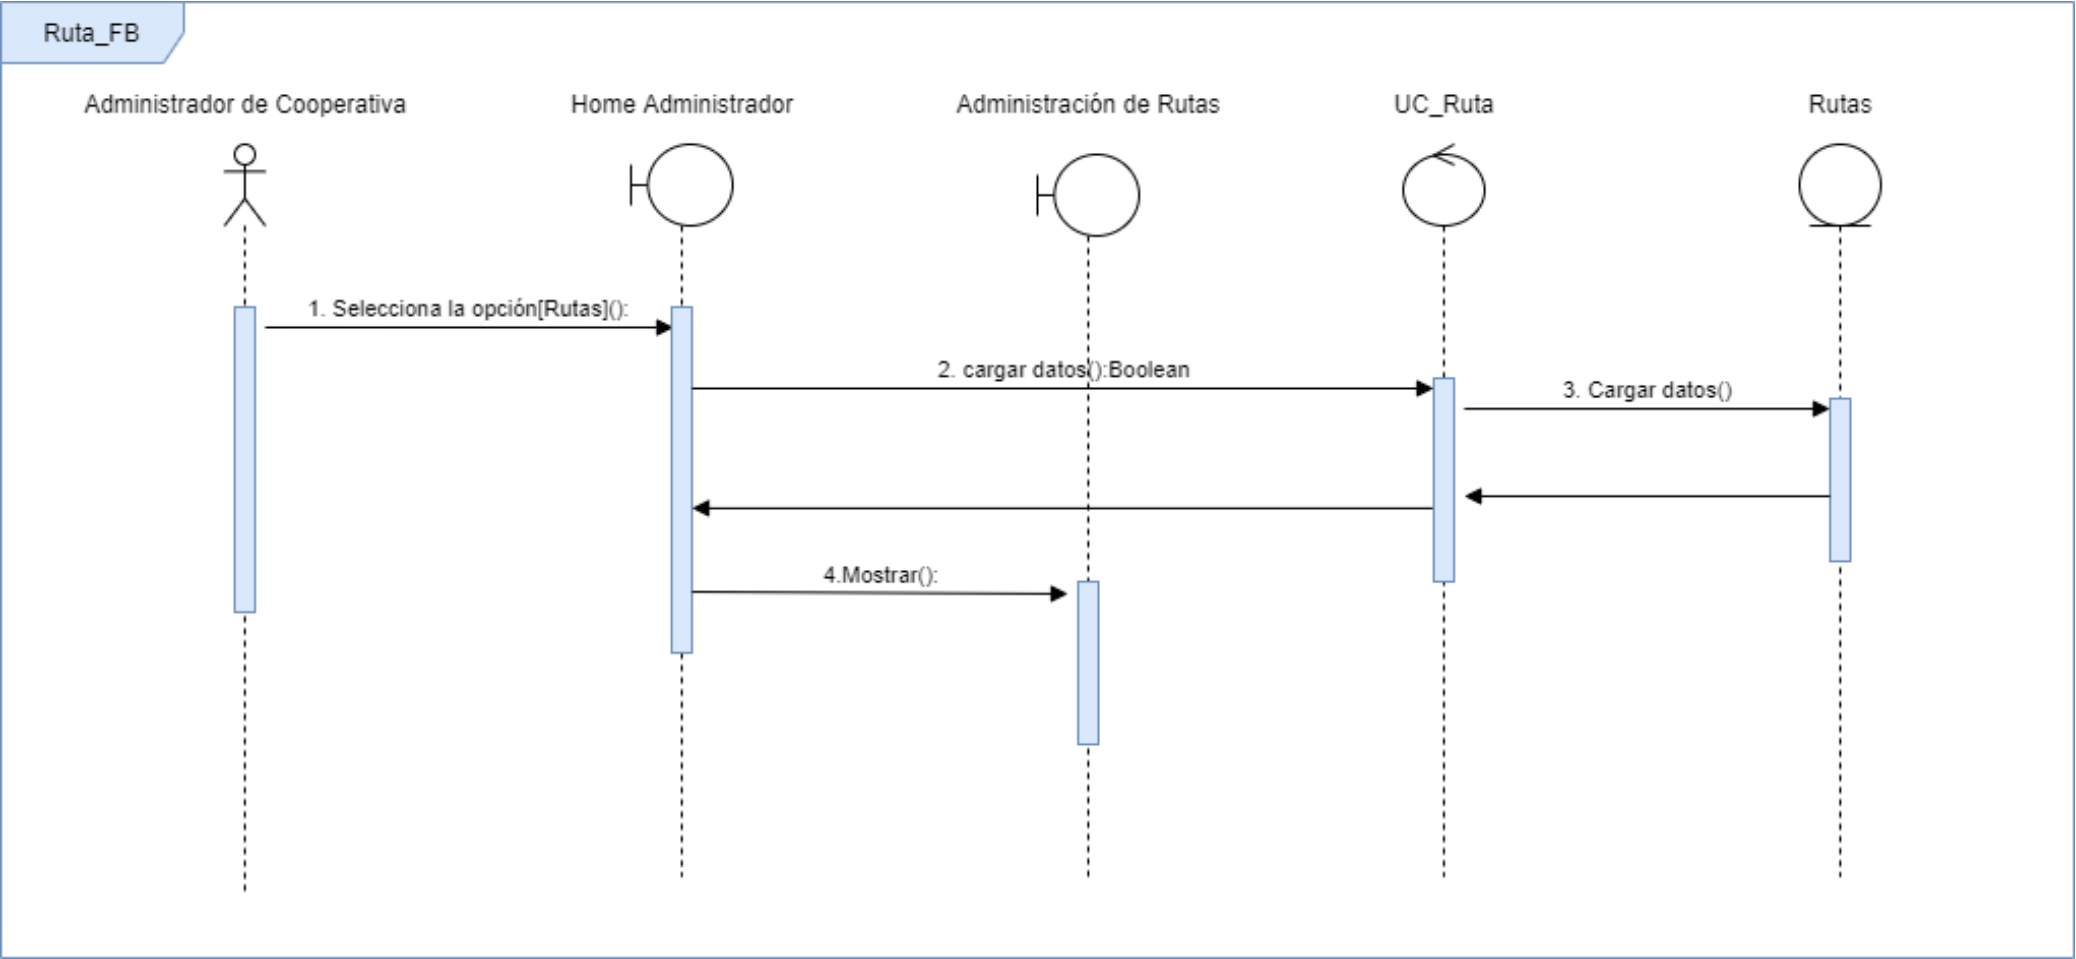 Ruta_FB
Administrador de Cooperativa
Home Administrador
Administración de Rutas
UC_Ruta
Rutas
1. Selecciona la opción[Rutas]():
2. cargar datos():Boolean
3. Cargar datos()
4.Mostrar():